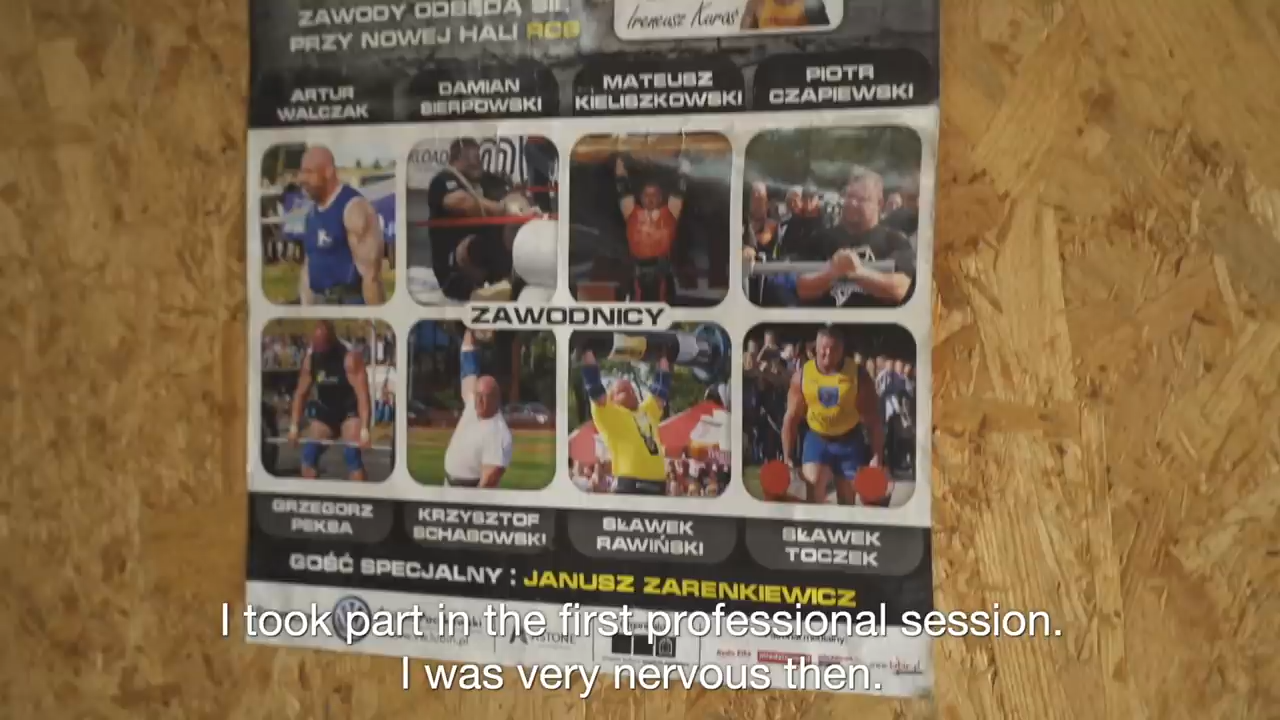 ZAWODY ODBĘDĄ SIĘ
PRZY NOWEJ HALI RCS
Ireneusz Kuraś
ARTUR
WALCZAK
DAMIAN
SIERPOWSKI
MATEUSZ
KIELISZKOWSKI
PIOTR
CZAPIEWSKI
ZAWODNICY
GRZEGORZ
PEKSA
KRZYSZTOF
SCHABOWSKI
SŁAWEK
RAWIŃSKI
SŁAWEK
TOCZEK
GOŚĆ SPECJALNY : JANUSZ ZARENKIEWICZ
I took part in the first professional session.
I was very nervous then.